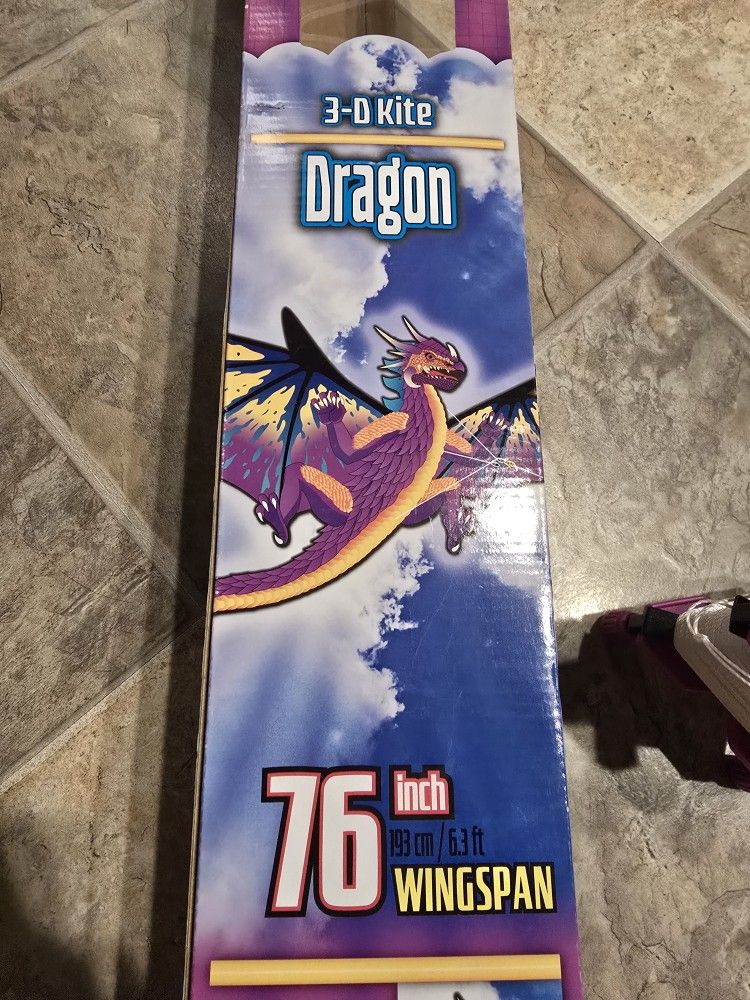 3-D Kite
Dragon
76 inch
193 cm / 6.3 ft
WINGSPAN